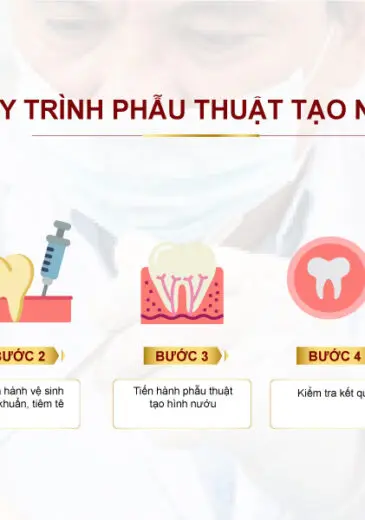 Y TRÌNH PHẪU THUẬT TẠO
BƯỚC 2
hành vệ sinh
khuẩn, tiêm tê
BƯỚC 3
Tiến hành phẫu thuật
tạo hình nướu
BƯỚC 4
Kiểm tra kết